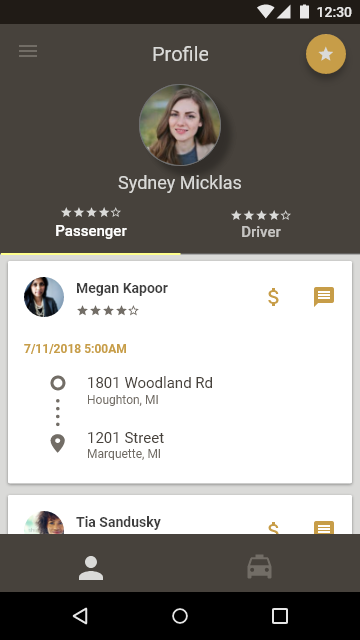 12:30
Profile
Sydney Micklas
Passenger
Driver
Megan Kapoor
$
7/11/2018 5:00AM
1801 Woodland Rd
Houghton, MI
1201 Street
Marquette, MI
Tia Sandusky
$